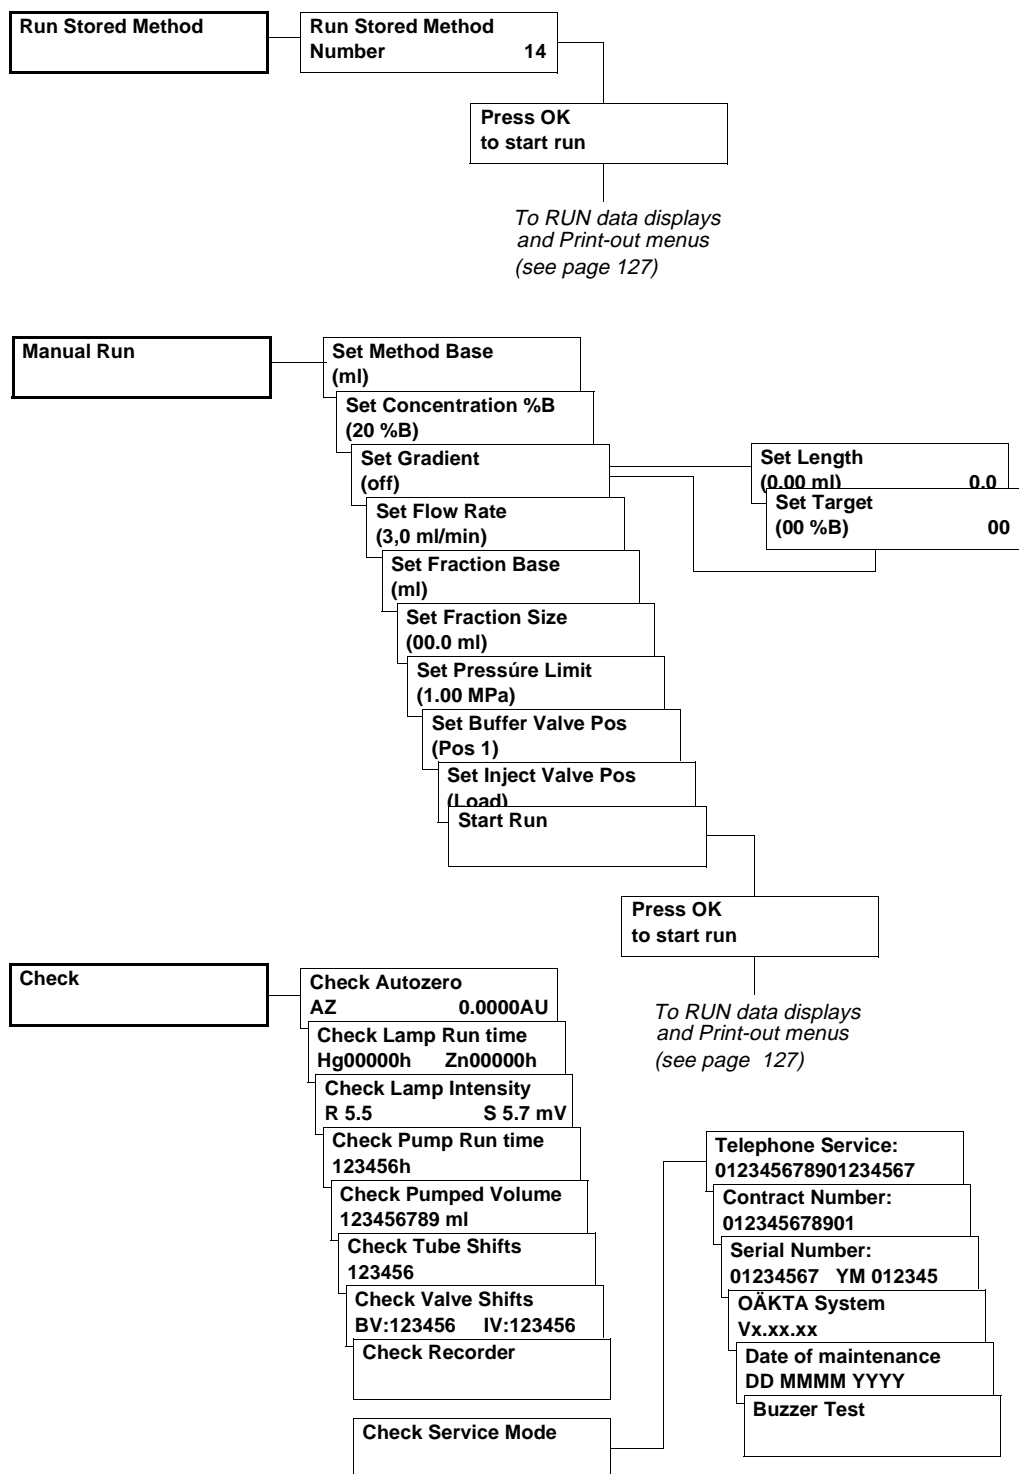 Run Stored Method
Run Stored Method
Number 14
Press OK
to start run
To RUN data displays
and Print-out menus
(see page 127)
Manual Run
Set Method Base
(ml)
Set Concentration %B
(20 %B)
Set Gradient
(off)
Set Length
(0.00 ml) 0.0
Set Target
(00 %B) 00
Set Flow Rate
(3,0 ml/min)
Set Fraction Base
(ml)
Set Fraction Size
(00.0 ml)
Set Pressúre Limit
(1.00 MPa)
Set Buffer Valve Pos
(Pos 1)
Set Inject Valve Pos
(Load)
Start Run
Press OK
to start run
To RUN data displays
and Print-out menus
(see page 127)
Check
Check Autozero
AZ 0.0000AU
Check Lamp Run time
Hg00000h Zn00000h
Check Lamp Intensity
R 5.5 S 5.7 mV
Check Pump Run time
123456h
Check Pumped Volume
123456789 ml
Check Tube Shifts
123456
Check Valve Shifts
BV:123456 IV:123456
Check Recorder
Check Service Mode
Telephone Service:
012345678901234567
Contract Number:
012345678901
Serial Number:
01234567 YM 012345
OÄKTA System
Vx.xx.xx
Date of maintenance
DD MMMM YYYY
Buzzer Test